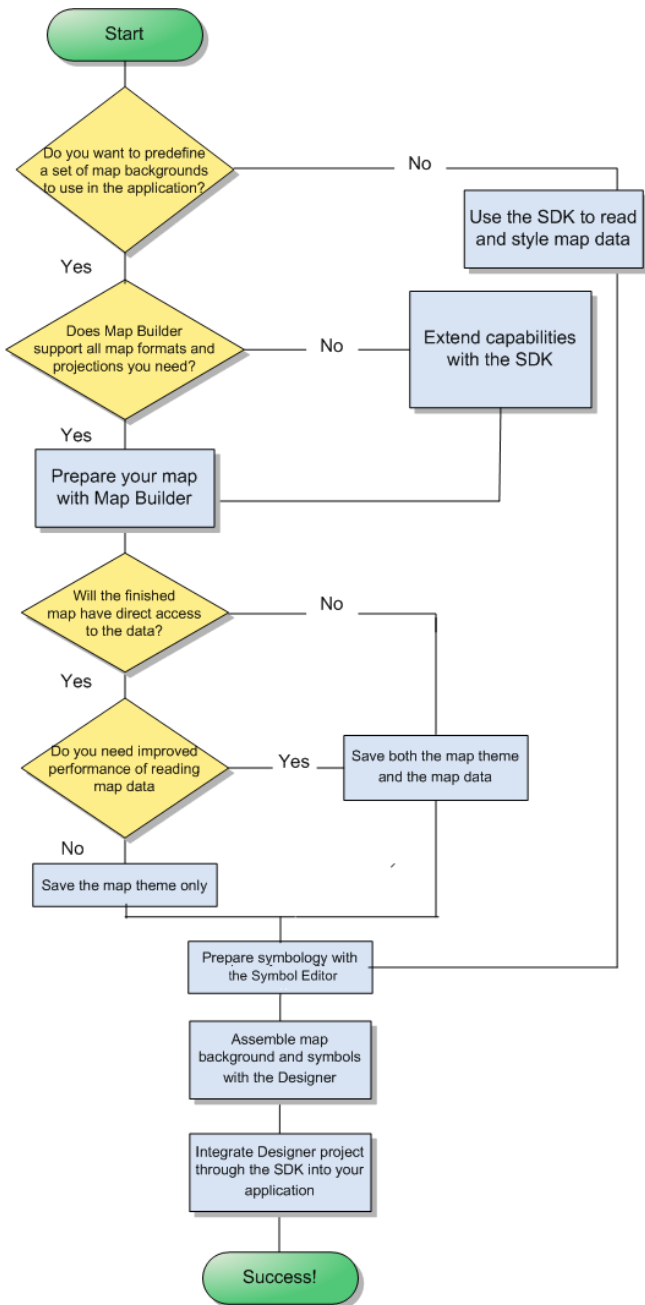 Start
Do you want to predefine
a set of map backgrounds
to use in the application?
No
Use the SDK to read
and style map data
Yes
Does Map Builder
support all map formats and
projections you need?
No
Extend capabilities
with the SDK
Yes
Prepare your map
with Map Builder
Will the finished
map have direct access
to the data?
No
Yes
Do you need improved
performance of reading
map data
Yes
Save both the map theme
and the map data
No
Save the map theme only
Prepare symbology with
the Symbol Editor
Assemble map
background and symbols
with the Designer
Integrate Designer project
through the SDK into your
application
Success!